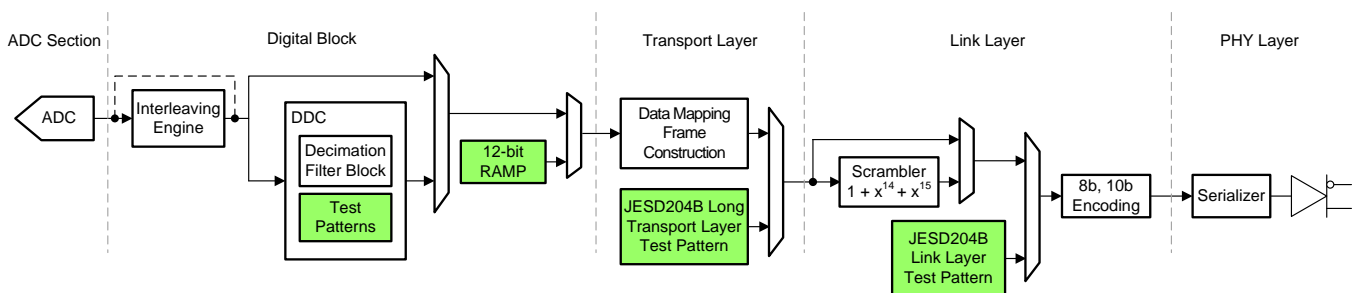 ADC Section
Digital Block
Transport Layer
Link Layer
PHY Layer
ADC
Interleaving
Engine
DDC
Decimation
Filter Block
Test
Patterns
12-bit
RAMP
Data Mapping
Frame
Construction
JESD204B Long
Transport Layer
Test Pattern
Scrambler
1 + x¹⁴ + x¹⁵
JESD204B
Link Layer
Test Pattern
8b, 10b
Encoding
Serializer